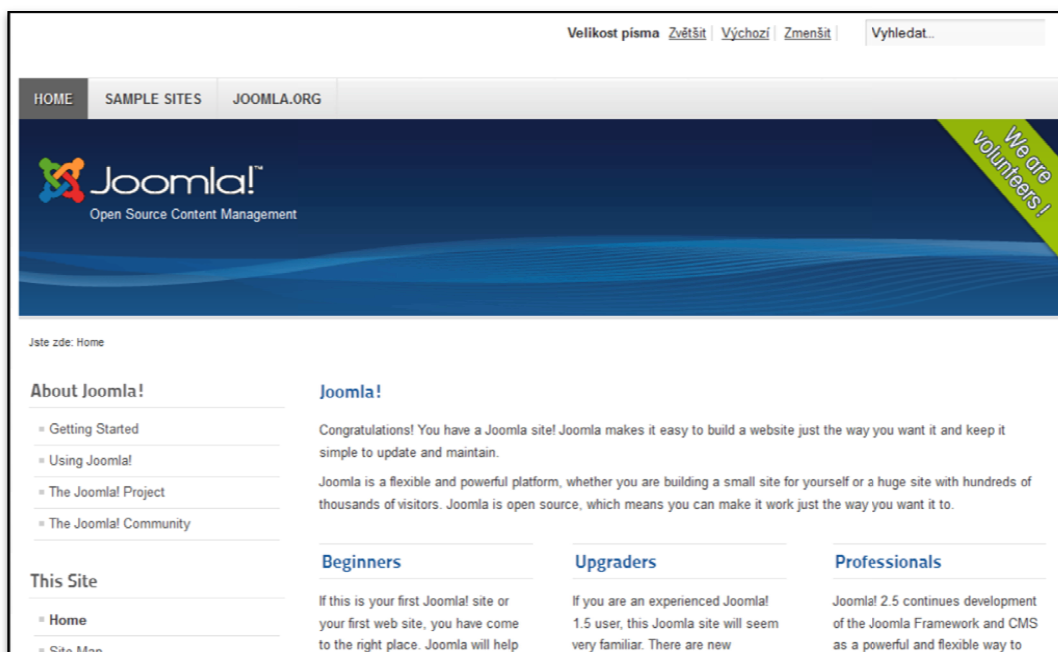 Velikost písma Zvětšit Výchozí Zmenšit Vyhledat...
HOME SAMPLE SITES JOOMLA.ORG
We are
volunteers!
Joomla!™
Open Source Content Management
Jste zde: Home
About Joomla!
Getting Started
Using Joomla!
The Joomla! Project
The Joomla! Community
This Site
Home
Site Map
Joomla!
Congratulations! You have a Joomla site! Joomla makes it easy to build a website just the way you want it and keep it
simple to update and maintain.
Joomla is a flexible and powerful platform, whether you are building a small site for yourself or a huge site with hundreds of
thousands of visitors. Joomla is open source, which means you can make it work just the way you want it to.
Beginners
If this is your first Joomla! site or
your first web site, you have come
to the right place. Joomla will help
Upgraders
If you are an experienced Joomla!
1.5 user, this Joomla site will seem
very familiar. There are new
Professionals
Joomla! 2.5 continues development
of the Joomla Framework and CMS
as a powerful and flexible way to